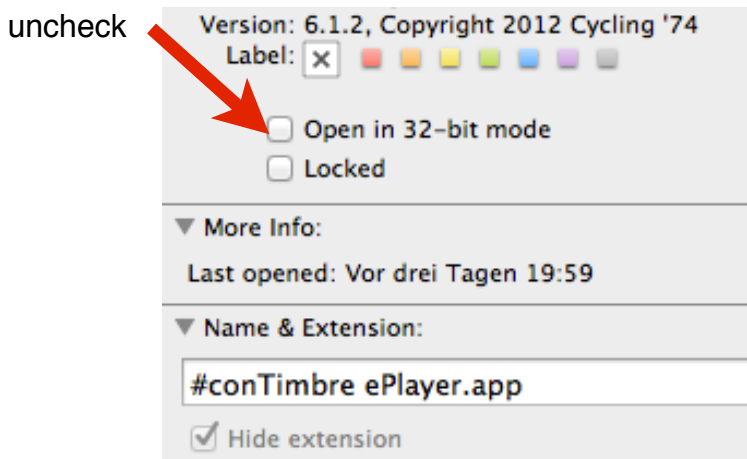 uncheck
Version: 6.1.2, Copyright 2012 Cycling '74
Label:
Open in 32-bit mode
Locked
More Info:
Last opened: Vor drei Tagen 19:59
Name & Extension:
#conTimbre ePlayer.app
Hide extension